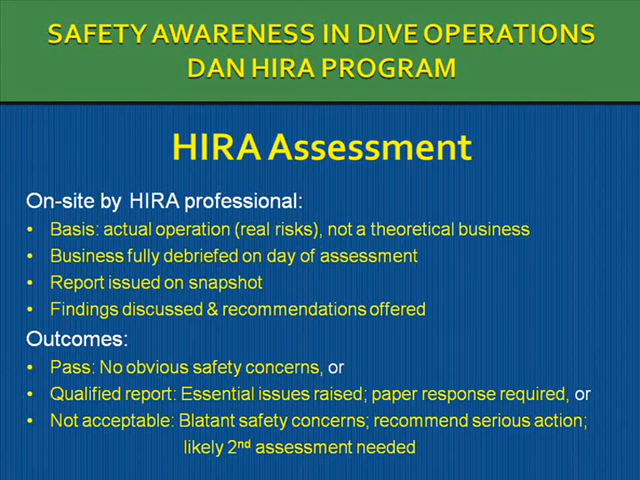 SAFETY AWARENESS IN DIVE OPERATIONS
DAN HIRA PROGRAM
HIRA Assessment
On-site by HIRA professional:
• Basis: actual operation (real risks), not a theoretical business
• Business fully debriefed on day of assessment
• Report issued on snapshot
• Findings discussed & recommendations offered
Outcomes:
• Pass: No obvious safety concerns, or
• Qualified report: Essential issues raised; paper response required, or
• Not acceptable: Blatant safety concerns; recommend serious action;
likely 2nd assessment needed